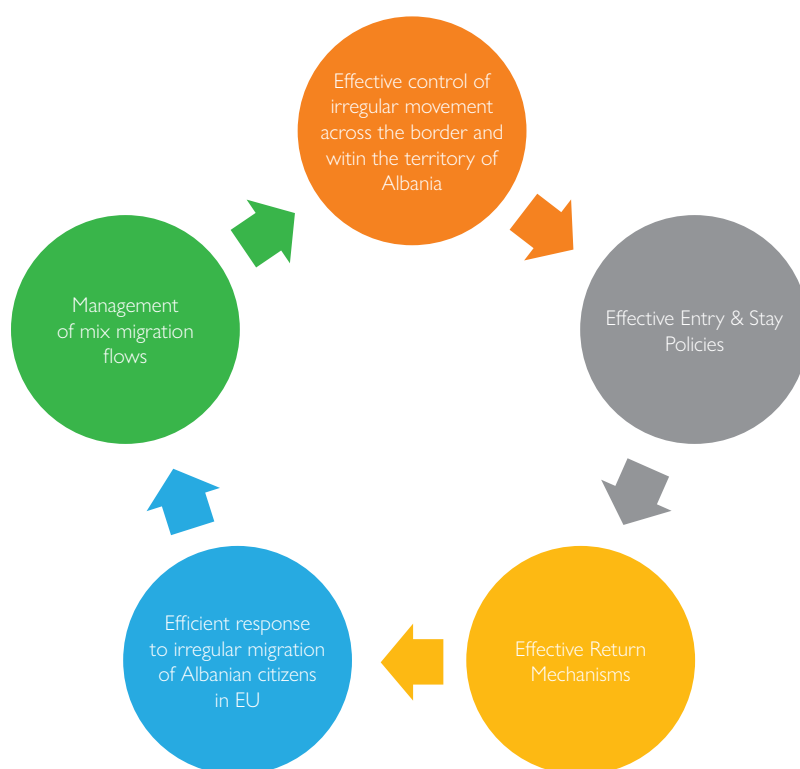 Effective control of
irregular movement
across the border and
witin the territory of
Albania
Effective Entry & Stay
Policies
Effective Return
Mechanisms
Efficient response
to irregular migration
of Albanian citizens
in EU
Management
of mix migration
flows